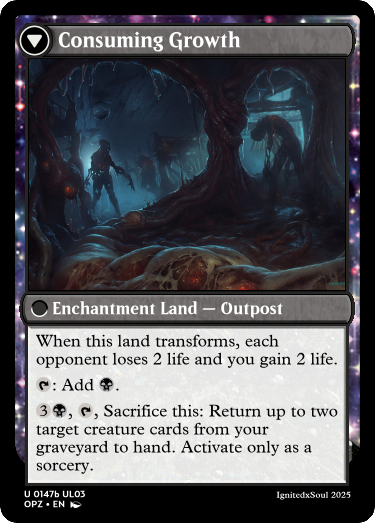 Consuming Growth
Enchantment Land — Outpost
When this land transforms, each
opponent loses 2 life and you gain 2 life.
: Add .
3 , , Sacrifice this: Return up to two
target creature cards from your
graveyard to hand. Activate only as a
sorcery.
U 0147b UL03
OPZ • EN
IgnitedxSoul 2025